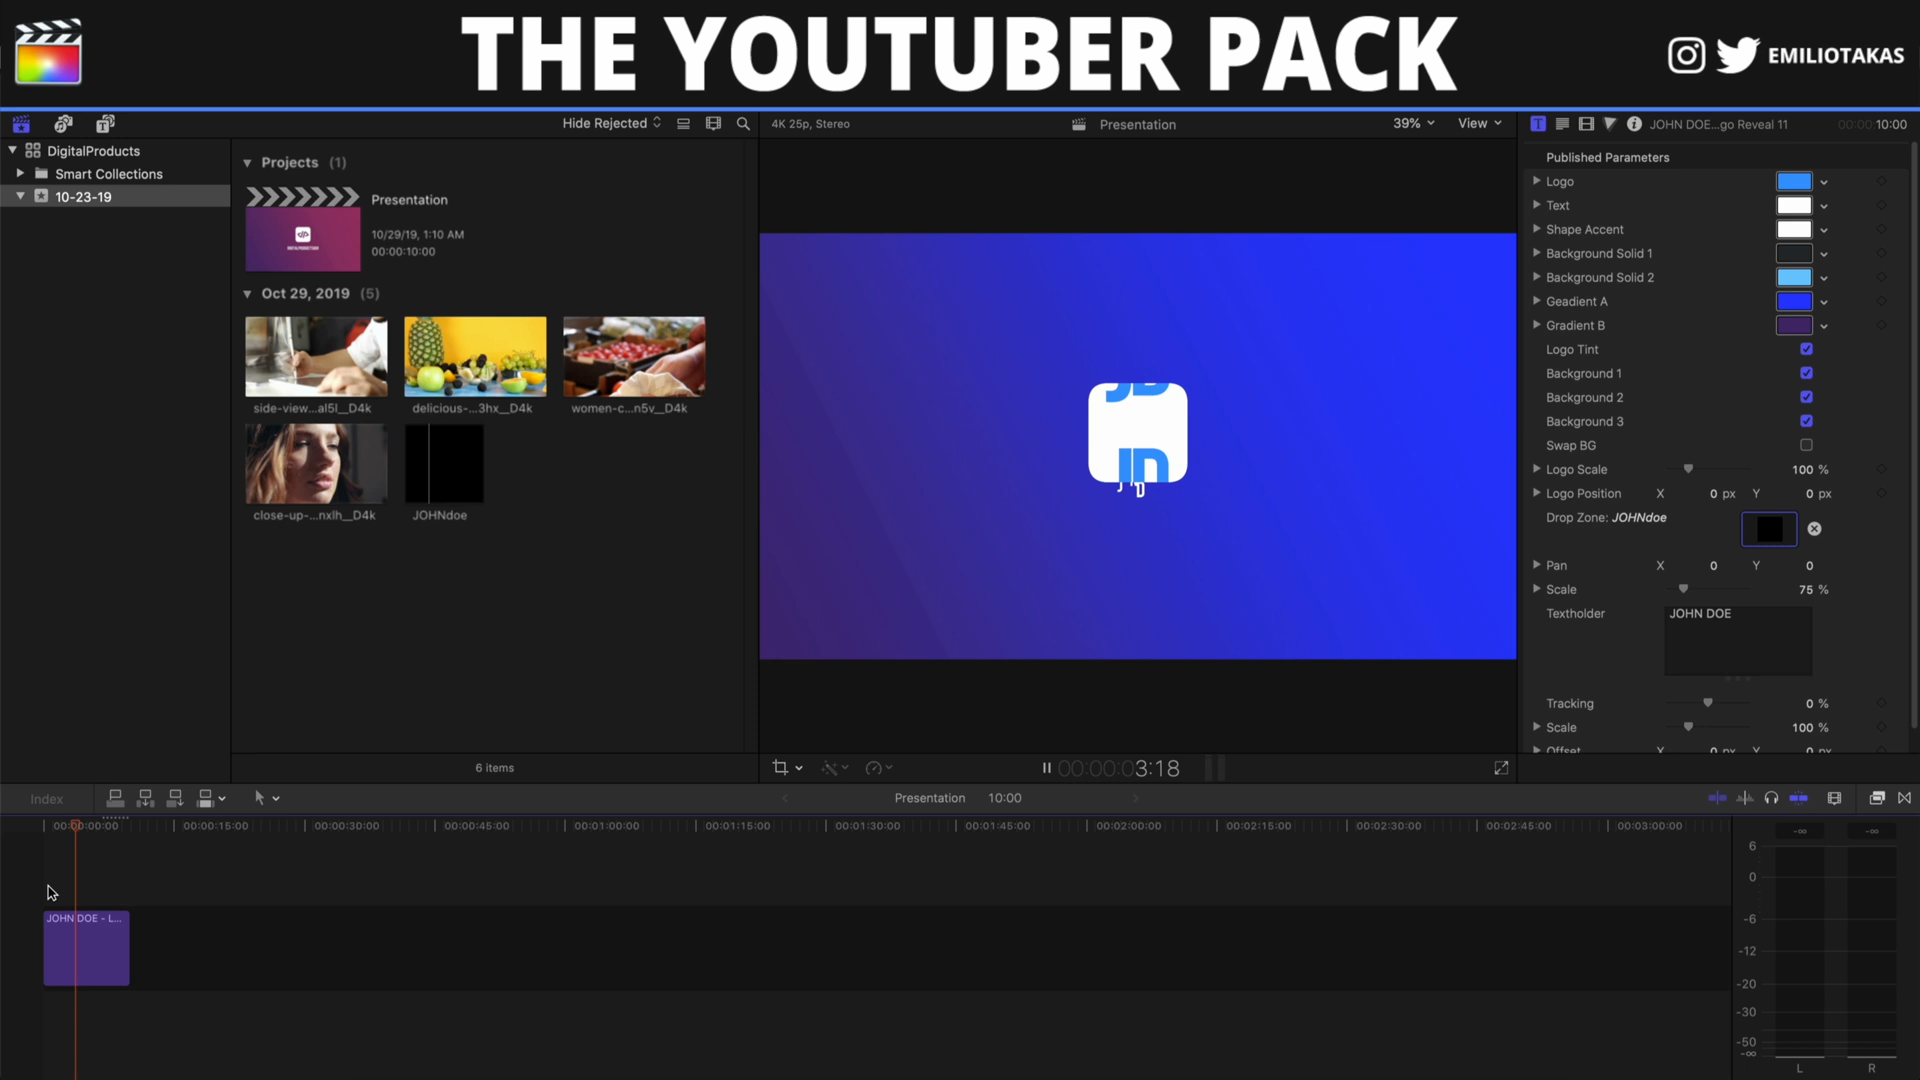 THE YOUTUBER PACK
EMILIOTAKAS
Hide Rejected
4K 25p, Stereo
Presentation
39%
View
JOHN DOE...go Reveal 11
00:00:10:00
DigitalProducts
Smart Collections
10-23-19
Projects (1)
Presentation
10/29/19, 1:10 AM
00:00:10:00
Oct 29, 2019 (5)
side-view...al5l__D4k
delicious-...3hx__D4k
women-c...n5v__D4k
close-up-...nxlh__D4k
JOHNdoe
6 items
Published Parameters
Logo
Text
Shape Accent
Background Solid 1
Background Solid 2
Geadient A
Gradient B
Logo Tint
Background 1
Background 2
Background 3
Swap BG
Logo Scale 100 %
Logo Position X 0 px Y 0 px
Drop Zone: JOHNdoe
Pan X 0 Y 0
Scale 75 %
Textholder JOHN DOE
Tracking 0 %
Scale 100 %
Offset X 0 px Y 0 px
00:00:03:18
Index
Presentation 10:00
00:00:00:00 00:00:15:00 00:00:30:00 00:00:45:00 00:01:00:00 00:01:15:00 00:01:30:00 00:01:45:00 00:02:00:00 00:02:15:00 00:02:30:00 00:02:45:00 00:03:00:00
JOHN DOE - L...
-∞ -∞
6
0
-6
-12
-20
-30
-50
-∞
L R